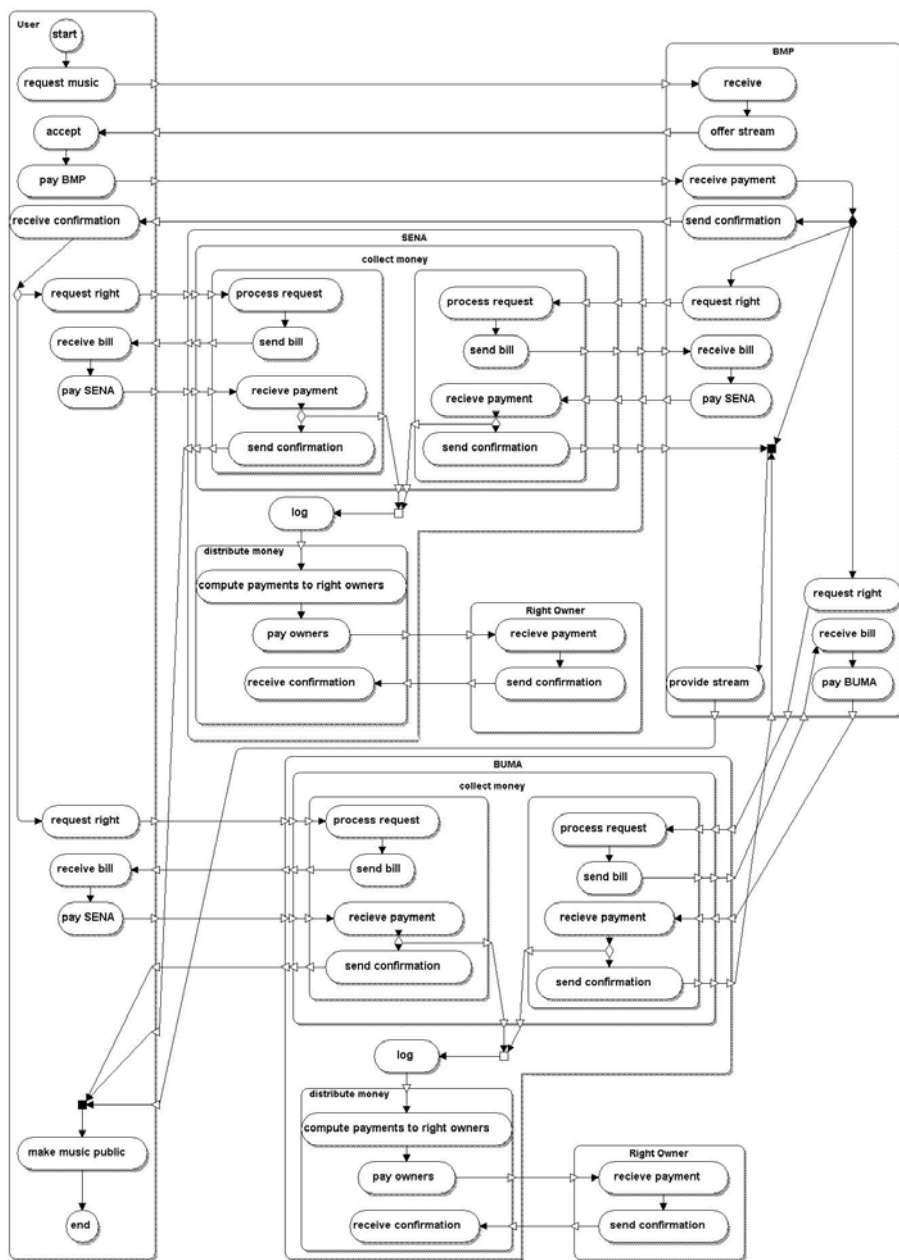 User
start
BMP
request music
receive
accept
offer stream
pay BMP
receive payment
receive confirmation
send confirmation
SENA
collect money
request right
process request
process request
request right
receive bill
send bill
send bill
receive bill
pay SENA
recieve payment
recieve payment
pay SENA
send confirmation
send confirmation
log
distribute money
compute payments to right owners
request right
Right Owner
pay owners
recieve payment
receive bill
receive confirmation
send confirmation
provide stream
pay BUMA
BUMA
collect money
request right
process request
process request
receive bill
send bill
send bill
pay SENA
recieve payment
recieve payment
send confirmation
send confirmation
log
distribute money
compute payments to right owners
make music public
Right Owner
pay owners
recieve payment
end
receive confirmation
send confirmation